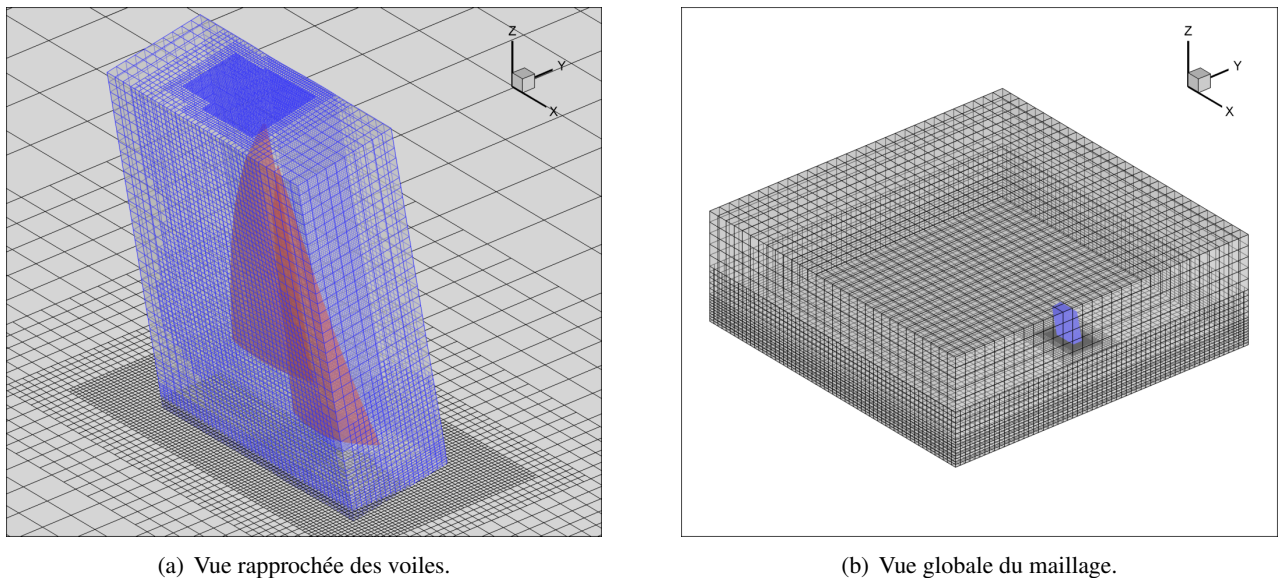 Z
Y
X
Z
Y
X
(a) Vue rapprochée des voiles.
(b) Vue globale du maillage.